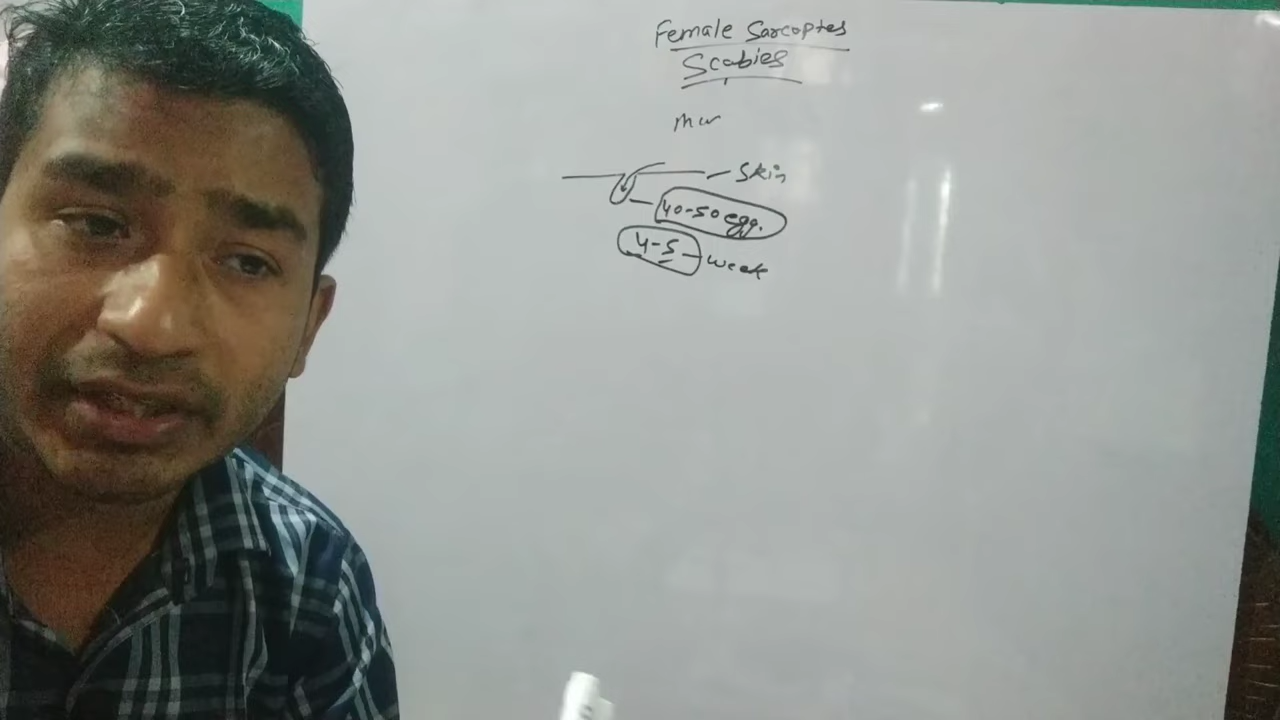 Female Sarcoptes
Scabies
Skin
40-50 egg.
4-5 week